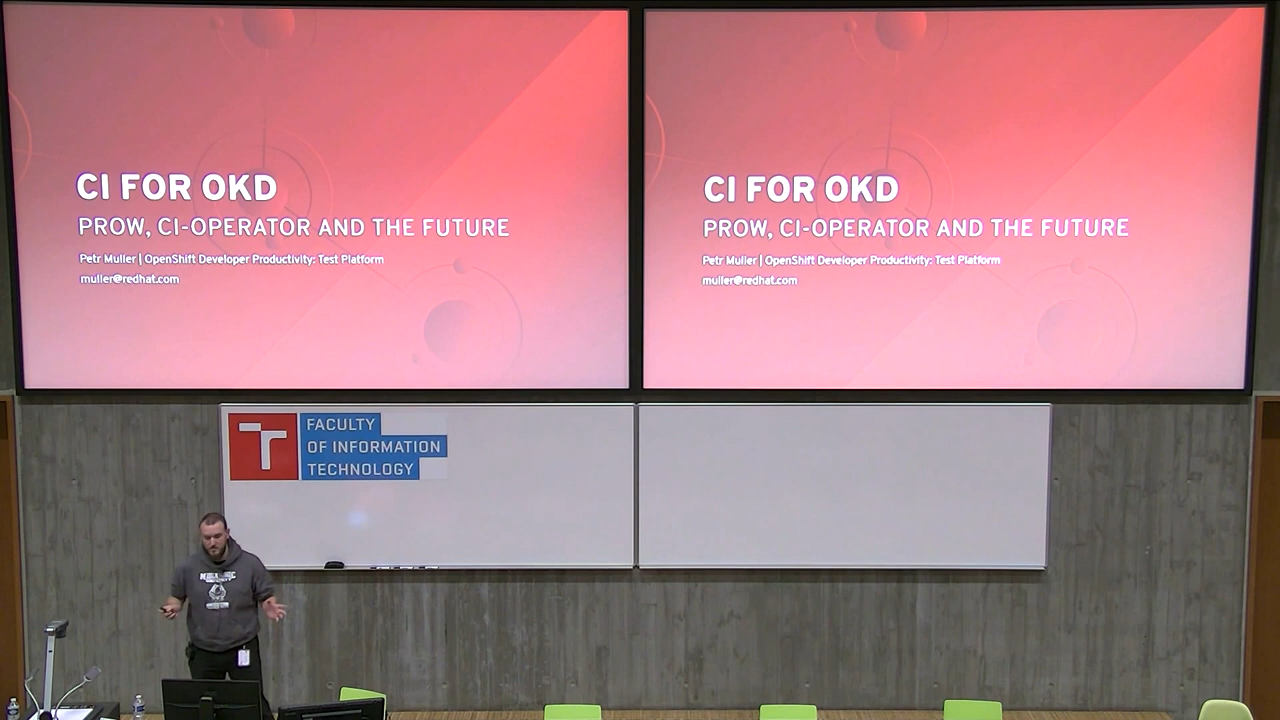 CI FOR OKD
PROW, CI-OPERATOR AND THE FUTURE
Petr Muller | OpenShift Developer Productivity: Test Platform
muller@redhat.com
CI FOR OKD
PROW, CI-OPERATOR AND THE FUTURE
Petr Muller | OpenShift Developer Productivity: Test Platform
muller@redhat.com
FACULTY
OF INFORMATION
TECHNOLOGY